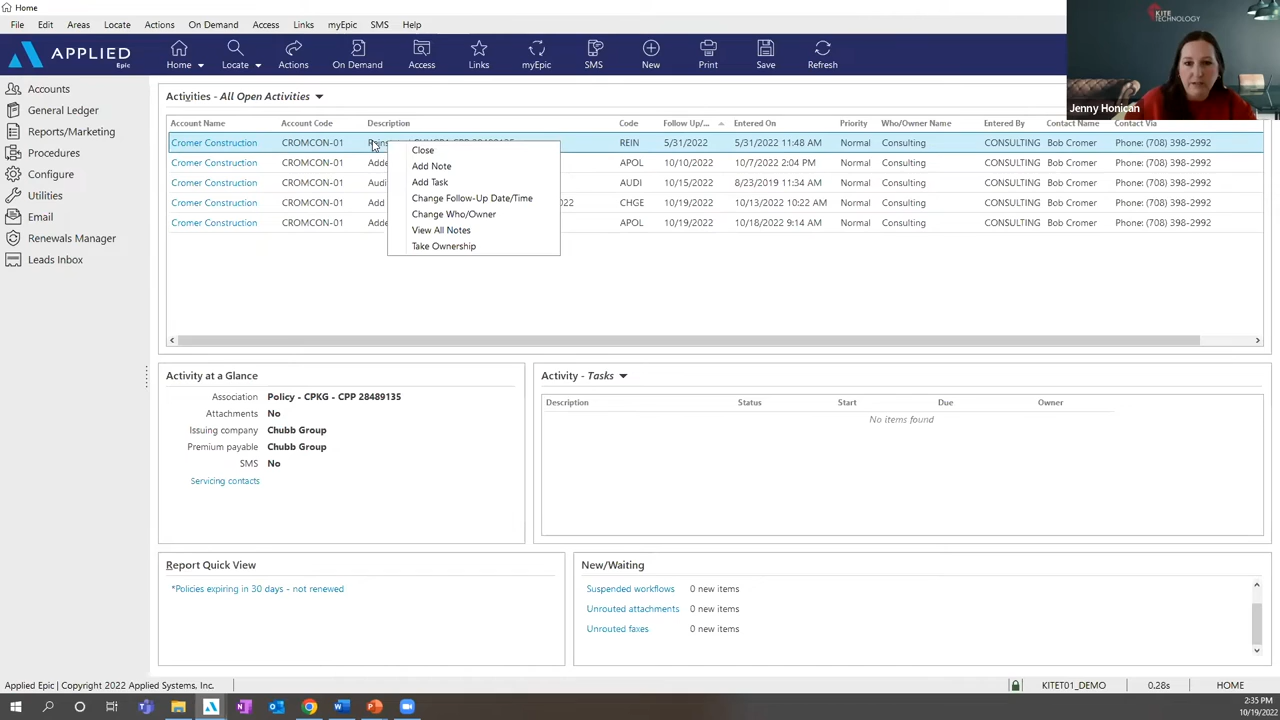 Home
File Edit Areas Locate Actions On Demand Access Links myEpic SMS Help
KITE
TECHNOLOGY
APPLIED
Epic
Home Locate Actions On Demand Access Links myEpic SMS New Print Save Refresh
Jenny Honican
Accounts
General Ledger
Reports/Marketing
Procedures
Configure
Utilities
Email
Renewals Manager
Leads Inbox
Activities - All Open Activities
Account Name Account Code Description Code Follow Up/... Entered On Priority Who/Owner Name Entered By Contact Name Contact Via
Cromer Construction CROMCON-01 REIN 5/31/2022 5/31/2022 11:48 AM Normal Consulting CONSULTING Bob Cromer Phone: (708) 398-2992
Cromer Construction CROMCON-01 Adde APOL 10/10/2022 10/7/2022 2:04 PM Normal Consulting CONSULTING Bob Cromer Phone: (708) 398-2992
Cromer Construction CROMCON-01 Audi AUDI 10/15/2022 8/23/2019 11:34 AM Normal Consulting CONSULTING Bob Cromer Phone: (708) 398-2992
Cromer Construction CROMCON-01 Add 022 CHGE 10/19/2022 10/13/2022 10:22 AM Normal Consulting CONSULTING Bob Cromer Phone: (708) 398-2992
Cromer Construction CROMCON-01 Adde APOL 10/19/2022 10/18/2022 9:14 AM Normal Consulting CONSULTING Bob Cromer Phone: (708) 398-2992
Close
Add Note
Add Task
Change Follow-Up Date/Time
Change Who/Owner
View All Notes
Take Ownership
Activity at a Glance
Association Policy - CPKG - CPP 28489135
Attachments No
Issuing company Chubb Group
Premium payable Chubb Group
SMS No
Servicing contacts
Activity - Tasks
Description Status Start Due Owner
No items found
Report Quick View
*Policies expiring in 30 days - not renewed
New/Waiting
Suspended workflows 0 new items
Unrouted attachments 0 new items
Unrouted faxes 0 new items
Applied Epic | Copyright 2022 Applied Systems, Inc.
KITET01_DEMO 0.28s HOME
2:35 PM
10/19/2022